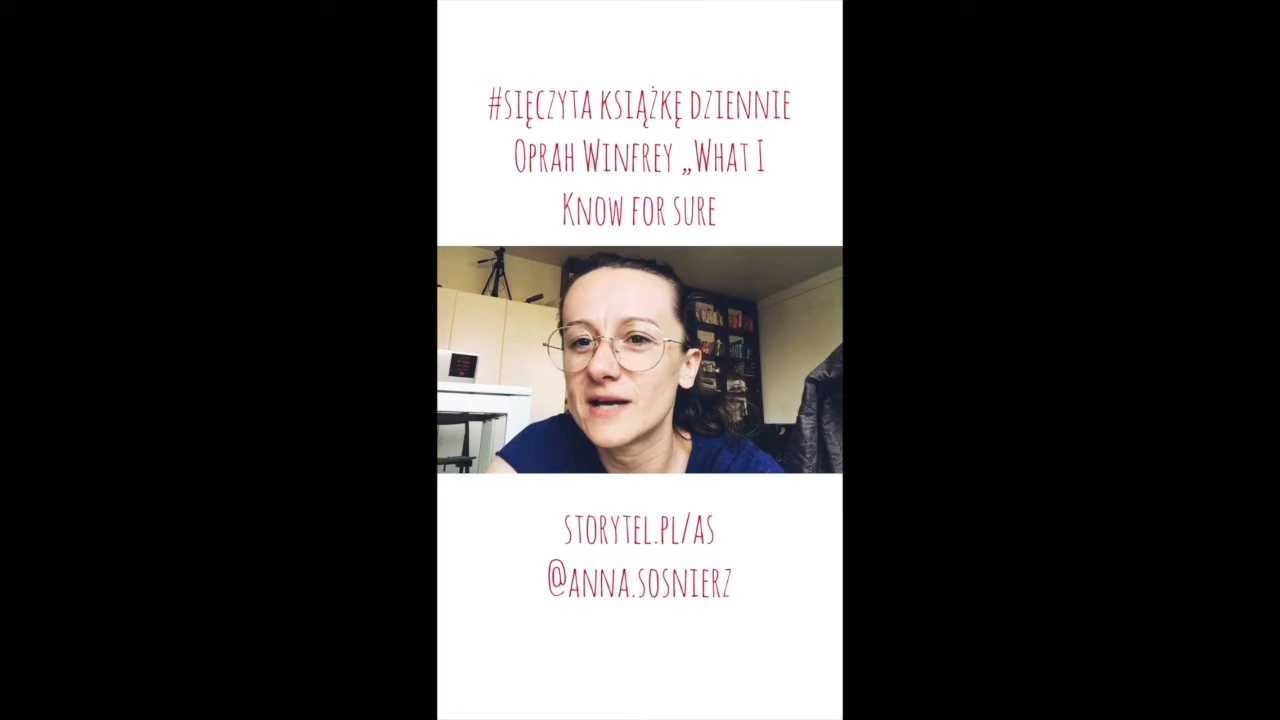 #SIĘCZYTA KSIĄŻKĘ DZIENNIE
OPRAH WINFREY „WHAT I
KNOW FOR SURE
STORYTEL.PL/AS
@ANNA.SOSNIERZ